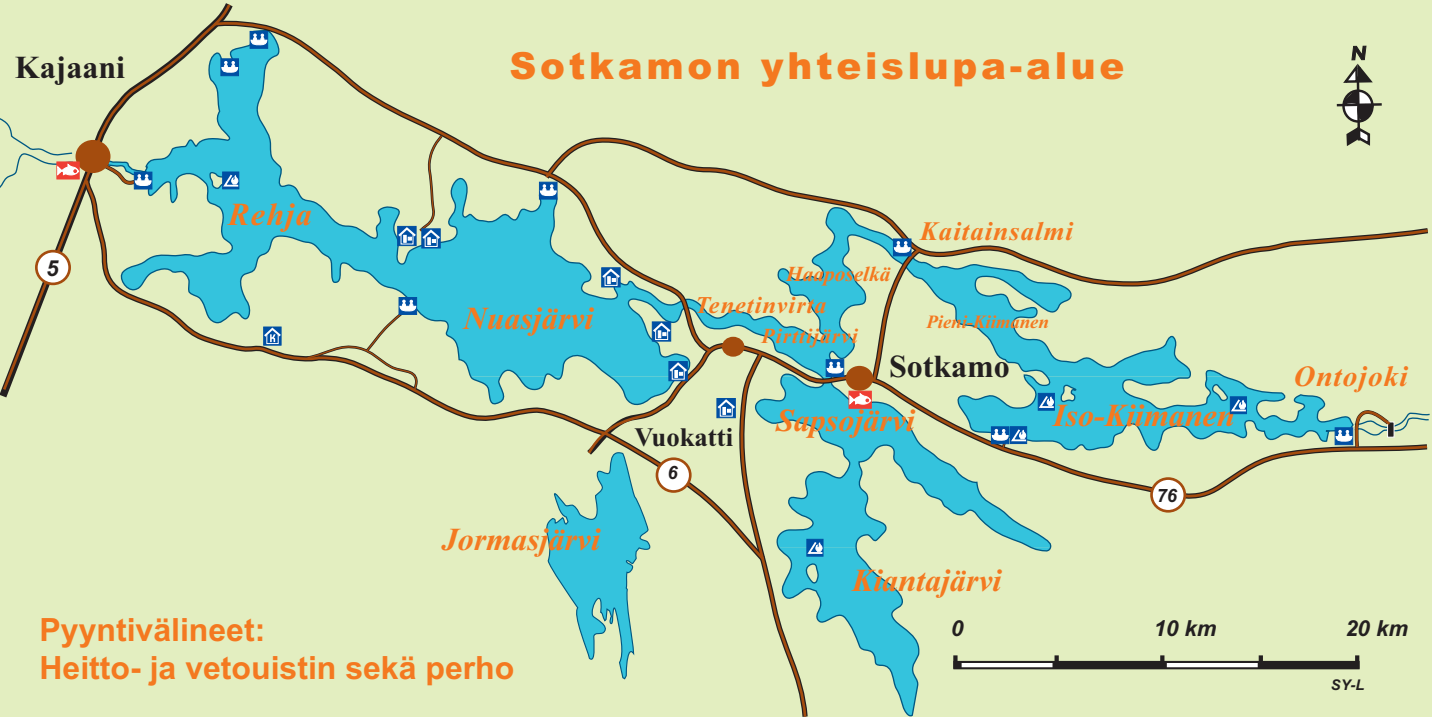 Sotkamon yhteislupa-alue
N
Kajaani
Rehja
Kaitainsalmi
5
Haaposelkä
Tenetinvirta
Nuasjärvi
Pieni-Kiimanen
Pirttijärvi
K
Sotkamo
Ontojoki
Sapsojärvi
Iso-Kiimanen
Vuokatti
6
76
Jormasjärvi
Kiantajärvi
Pyyntivälineet:
Heitto- ja vetouistin sekä perho
0 10 km 20 km
SY-L